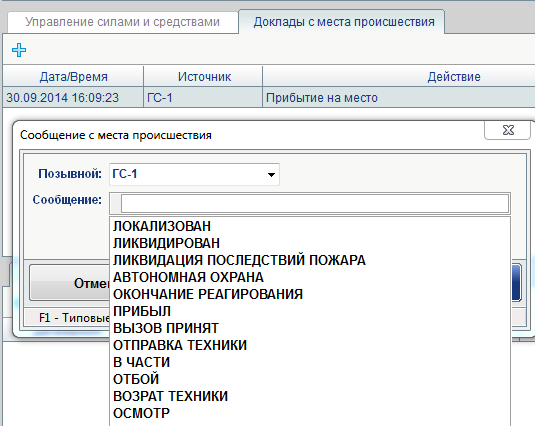 Управление силами и средствами
Доклады с места происшествия
Дата/Время Источник Действие
30.09.2014 16:09:23 ГС-1 Прибытие на место
Сообщение с места происшествия
Позывной: ГС-1
Сообщение:
ЛОКАЛИЗОВАН
ЛИКВИДИРОВАН
ЛИКВИДАЦИЯ ПОСЛЕДСТВИЙ ПОЖАРА
АВТОНОМНАЯ ОХРАНА
ОКОНЧАНИЕ РЕАГИРОВАНИЯ
ПРИБЫЛ
ВЫЗОВ ПРИНЯТ
ОТПРАВКА ТЕХНИКИ
В ЧАСТИ
ОТБОЙ
ВОЗРАТ ТЕХНИКИ
ОСМОТР
Отме
F1 - Типовые